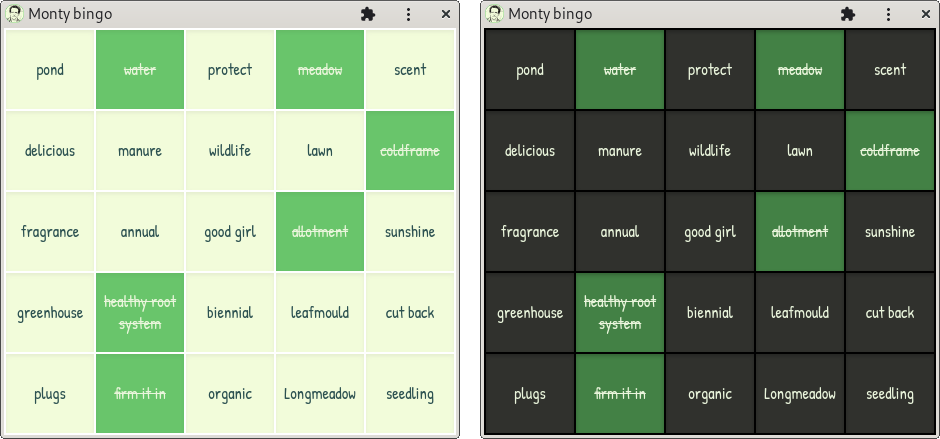 Monty bingo
pond water protect meadow scent
delicious manure wildlife lawn coldframe
fragrance annual good girl allotment sunshine
greenhouse healthy root system biennial leafmould cut back
plugs firm it in organic Longmeadow seedling
Monty bingo
pond water protect meadow scent
delicious manure wildlife lawn coldframe
fragrance annual good girl allotment sunshine
greenhouse healthy root system biennial leafmould cut back
plugs firm it in organic Longmeadow seedling